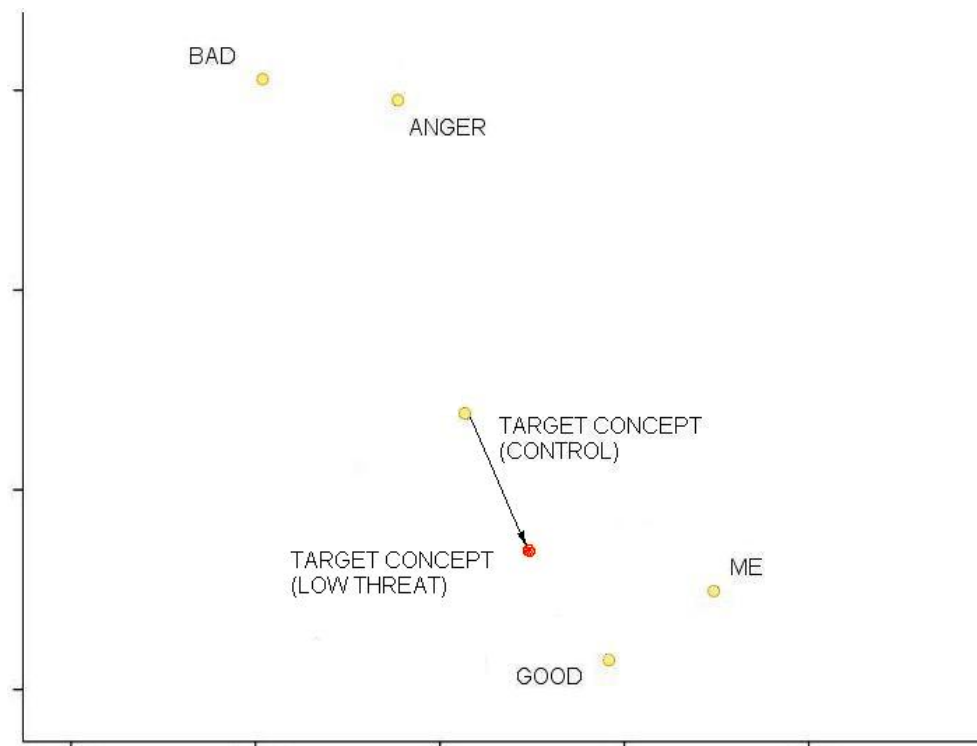 BAD
ANGER
TARGET CONCEPT
(CONTROL)
TARGET CONCEPT
(LOW THREAT)
ME
GOOD